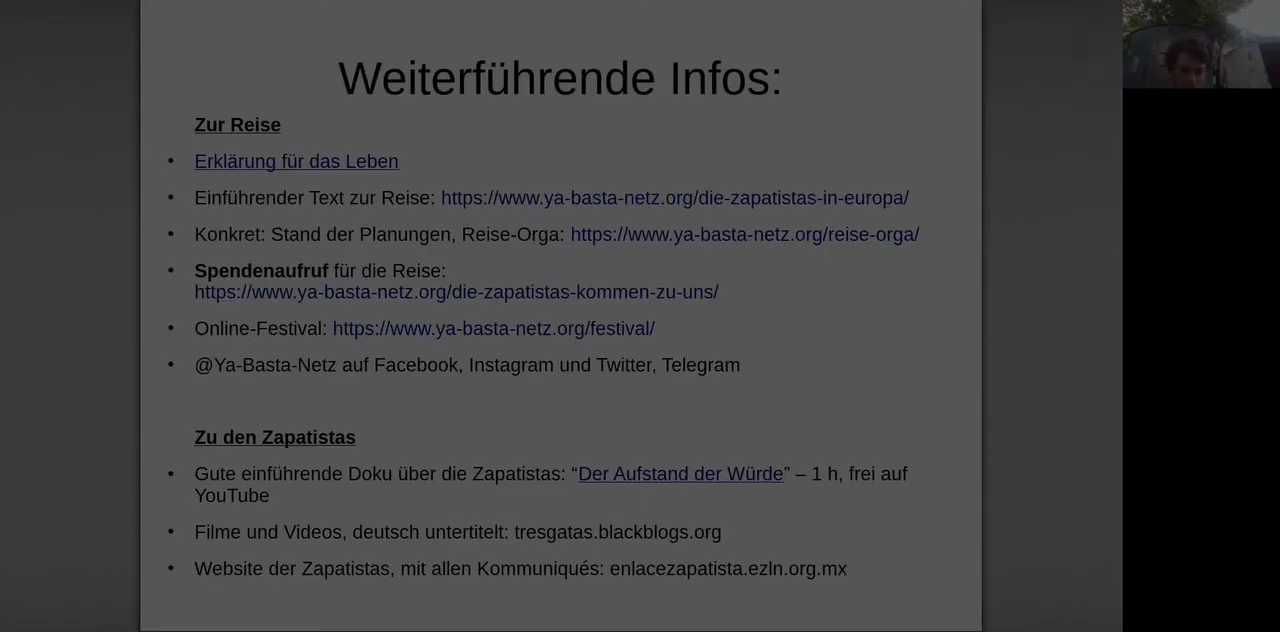 Weiterführende Infos:
Zur Reise
• Erklärung für das Leben
• Einführender Text zur Reise: https://www.ya-basta-netz.org/die-zapatistas-in-europa/
• Konkret: Stand der Planungen, Reise-Orga: https://www.ya-basta-netz.org/reise-orga/
• Spendenaufruf für die Reise:
https://www.ya-basta-netz.org/die-zapatistas-kommen-zu-uns/
• Online-Festival: https://www.ya-basta-netz.org/festival/
• @Ya-Basta-Netz auf Facebook, Instagram und Twitter, Telegram
Zu den Zapatistas
• Gute einführende Doku über die Zapatistas: “Der Aufstand der Würde” – 1 h, frei auf
YouTube
• Filme und Videos, deutsch untertitelt: tresgatas.blackblogs.org
• Website der Zapatistas, mit allen Kommuniqués: enlacezapatista.ezln.org.mx